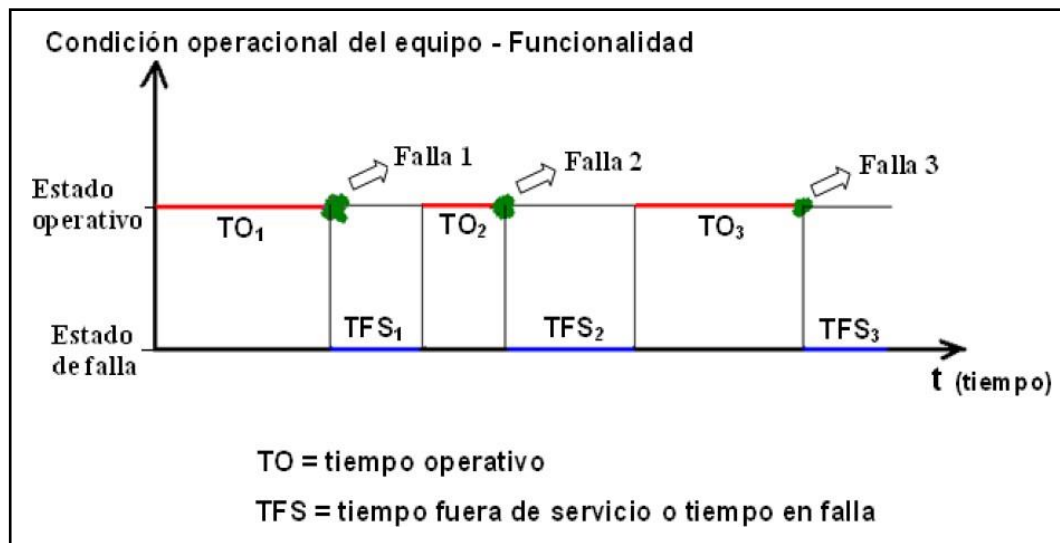 Condición operacional del equipo - Funcionalidad
Falla 1
Falla 2
Falla 3
Estado
operativo
TO₁
TO₂
TO₃
Estado
de falla
TFS₁
TFS₂
TFS₃
t (tiempo)
TO = tiempo operativo
TFS = tiempo fuera de servicio o tiempo en falla